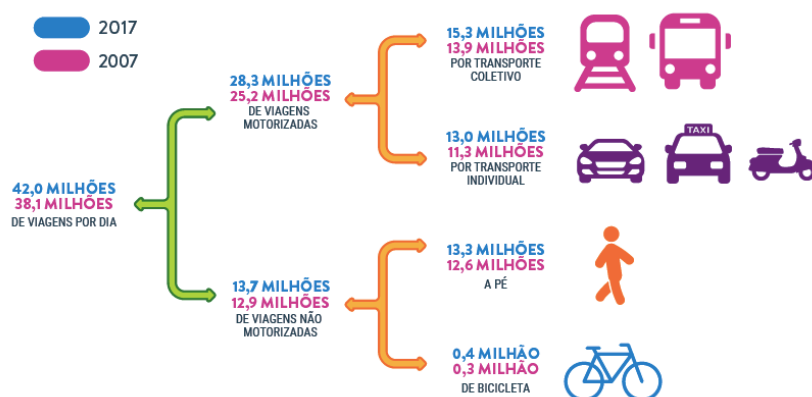 2017
2007
42,0 MILHÕES
38,1 MILHÕES
DE VIAGENS POR DIA
28,3 MILHÕES
25,2 MILHÕES
DE VIAGENS
MOTORIZADAS
15,3 MILHÕES
13,9 MILHÕES
POR TRANSPORTE
COLETIVO
13,0 MILHÕES
11,3 MILHÕES
POR TRANSPORTE
INDIVIDUAL
TAXI
13,7 MILHÕES
12,9 MILHÕES
DE VIAGENS NÃO
MOTORIZADAS
13,3 MILHÕES
12,6 MILHÕES
A PÉ
0,4 MILHÃO
0,3 MILHÃO
DE BICICLETA